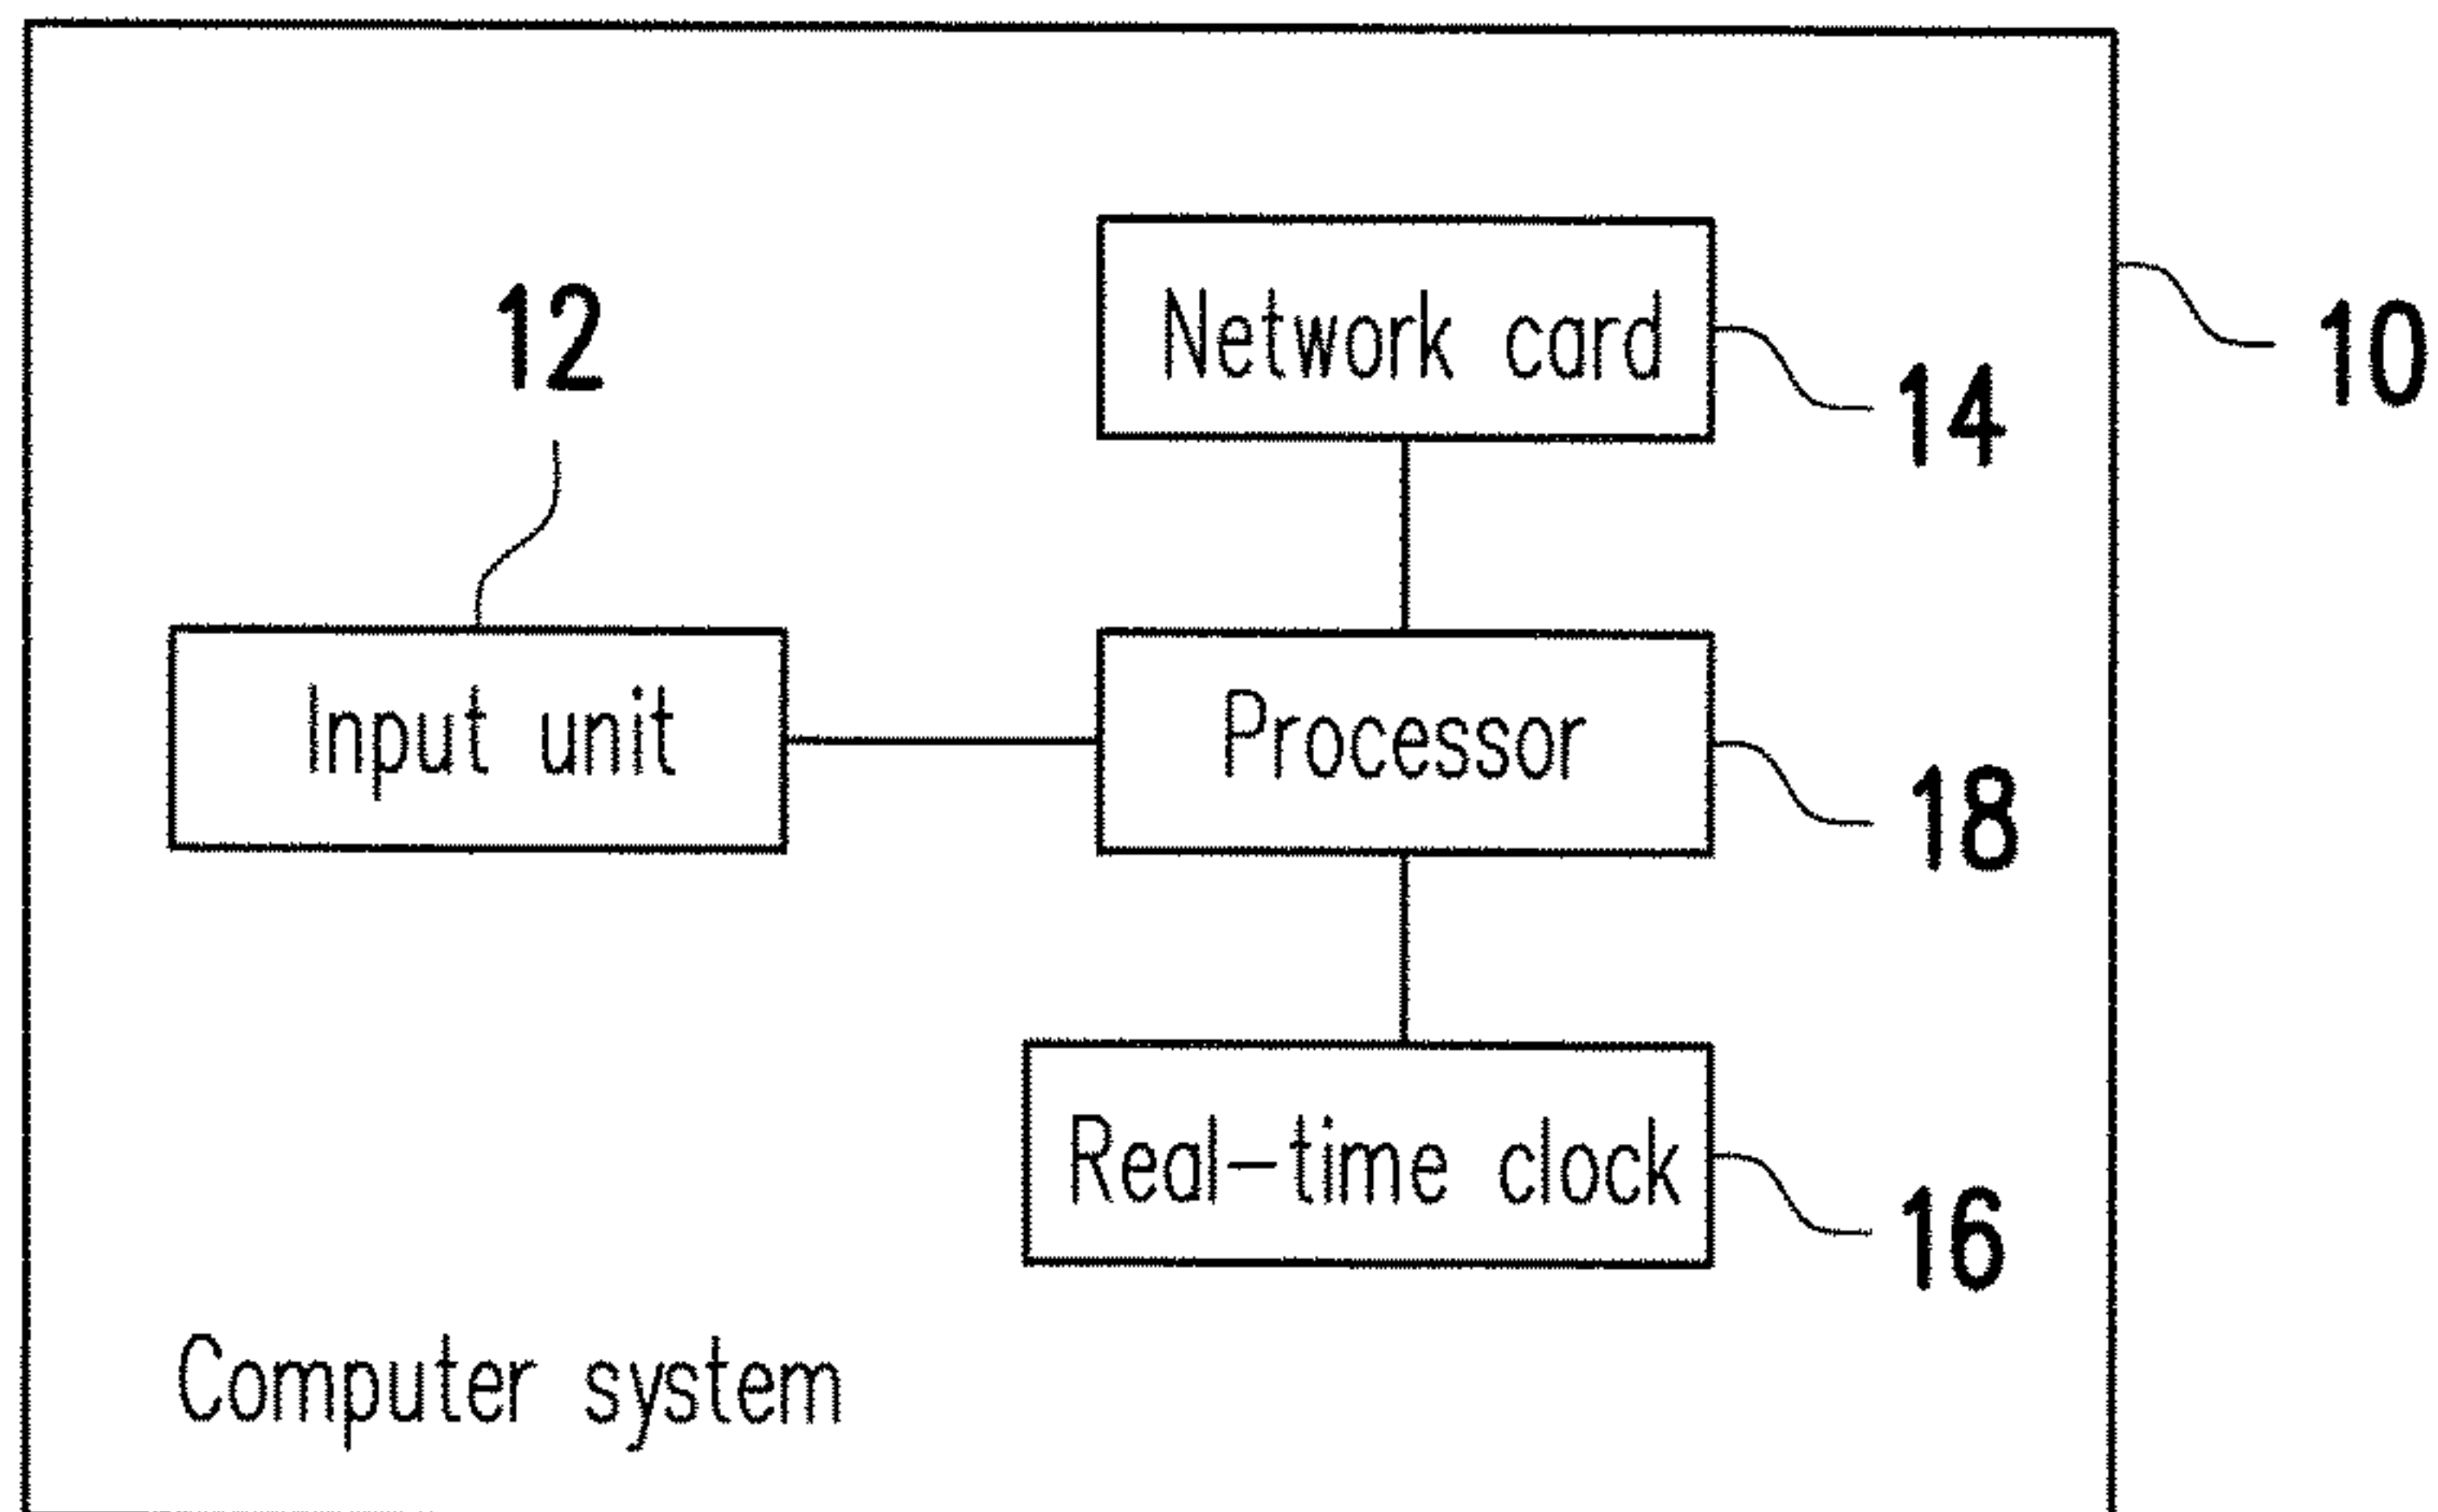 12
Network card
14
10
Input unit
Processor
18
Real-time clock
16
Computer system